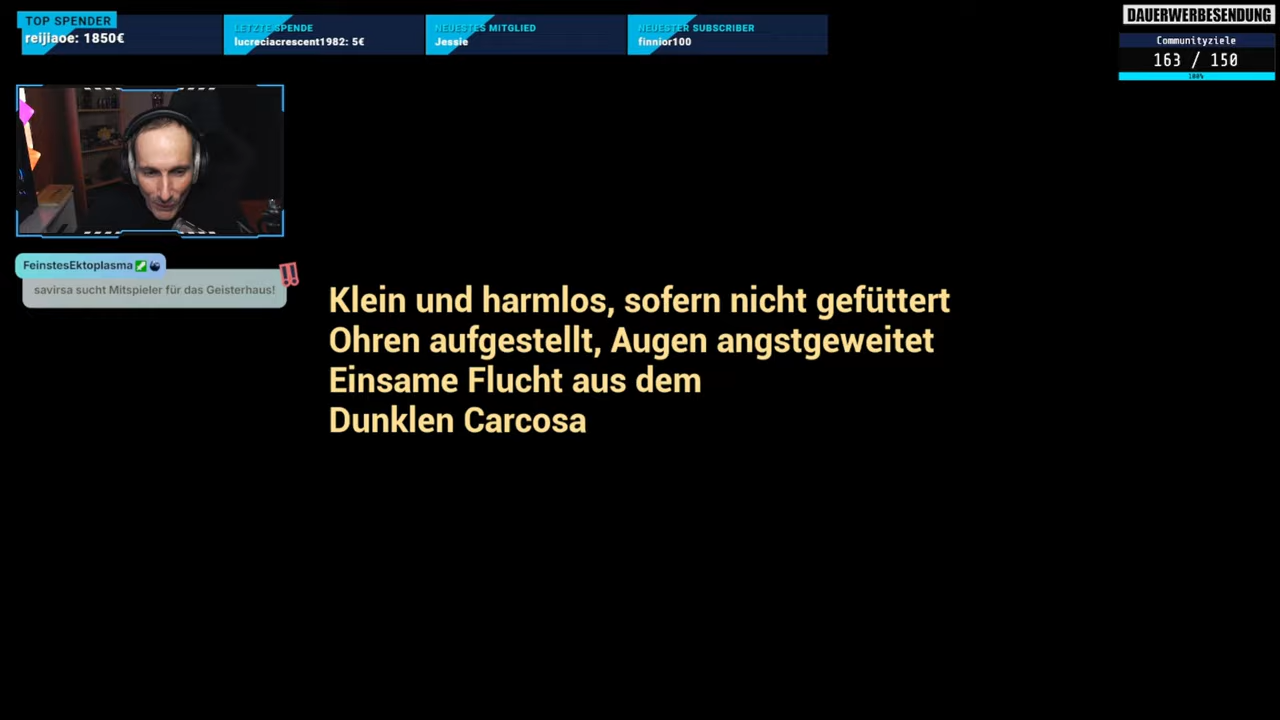 TOP SPENDER
reijiaoe: 1850€
LETZTE SPENDE
lucreciacrescent1982: 5€
NEUESTES MITGLIED
Jessie
NEUESTER SUBSCRIBER
finnior100
DAUERWERBESENDUNG
Communityziele
163 / 150
100%
FeinstesEktoplasma
savirsa sucht Mitspieler für das Geisterhaus!
Klein und harmlos, sofern nicht gefüttert
Ohren aufgestellt, Augen angstgeweitet
Einsame Flucht aus dem
Dunklen Carcosa